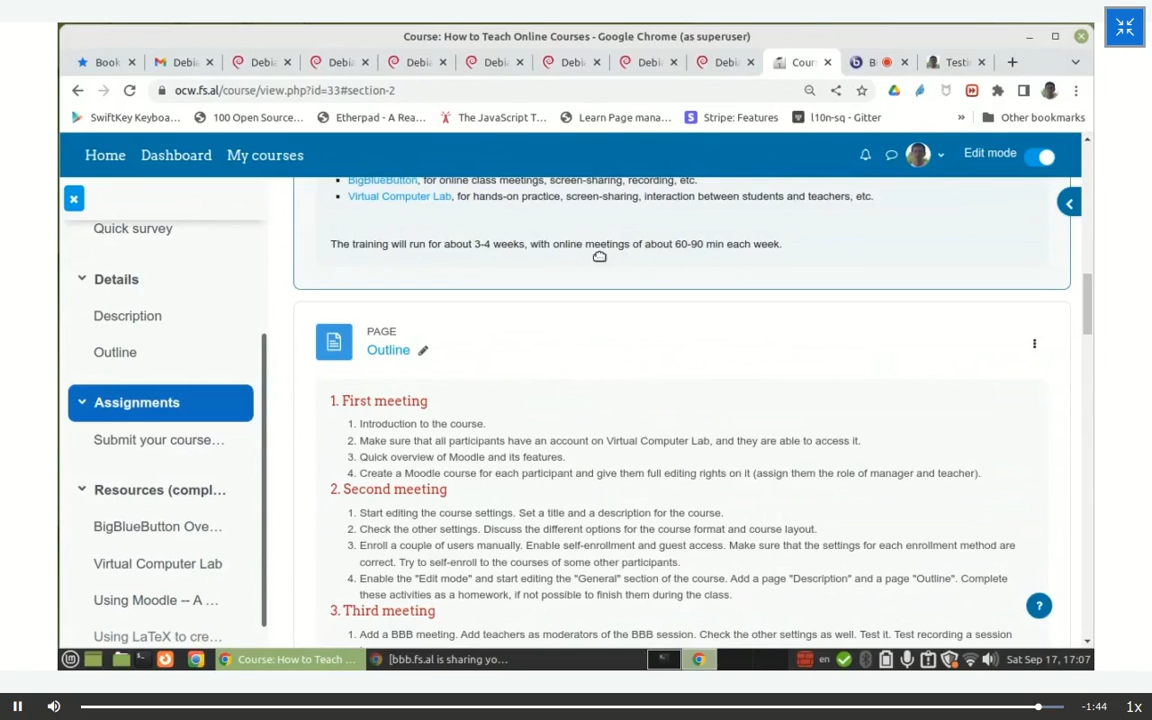 Course: How to Teach Online Courses - Google Chrome (as superuser)
Book
Debia
Debia
Debia
Debia
Debia
Debia
Debia
Debia
Cour
B
Testi
ocw.fs.al/course/view.php?id=33#section-2
SwiftKey Keyboa...
100 Open Source...
Etherpad - A Rea...
The JavaScript T...
Learn Page mana...
Stripe: Features
l10n-sq - Gitter
»
Other bookmarks
Home
Dashboard
My courses
Edit mode
BigBlueButton, for online class meetings, screen-sharing, recording, etc.
Virtual Computer Lab, for hands-on practice, screen-sharing, interaction between students and teachers, etc.
The training will run for about 3-4 weeks, with online meetings of about 60-90 min each week.
Quick survey
Details
Description
Outline
Assignments
Submit your course...
Resources (compl...
BigBlueButton Ove...
Virtual Computer Lab
Using Moodle -- A ...
Using LaTeX to cre...
PAGE
Outline
1. First meeting
1. Introduction to the course.
2. Make sure that all participants have an account on Virtual Computer Lab, and they are able to access it.
3. Quick overview of Moodle and its features.
4. Create a Moodle course for each participant and give them full editing rights on it (assign them the role of manager and teacher).
2. Second meeting
1. Start editing the course settings. Set a title and a description for the course.
2. Check the other settings. Discuss the different options for the course format and course layout.
3. Enroll a couple of users manually. Enable self-enrollment and guest access. Make sure that the settings for each enrollment method are
correct. Try to self-enroll to the courses of some other participants.
4. Enable the "Edit mode" and start editing the "General" section of the course. Add a page "Description" and a page "Outline". Complete
these activities as a homework, if not possible to finish them during the class.
3. Third meeting
1. Add a BBB meeting. Add teachers as moderators of the BBB session. Check the other settings as well. Test it. Test recording a session
?
Course: How to Teach ...
[bbb.fs.al is sharing yo...
en
Sat Sep 17, 17:07
-1:44
1x